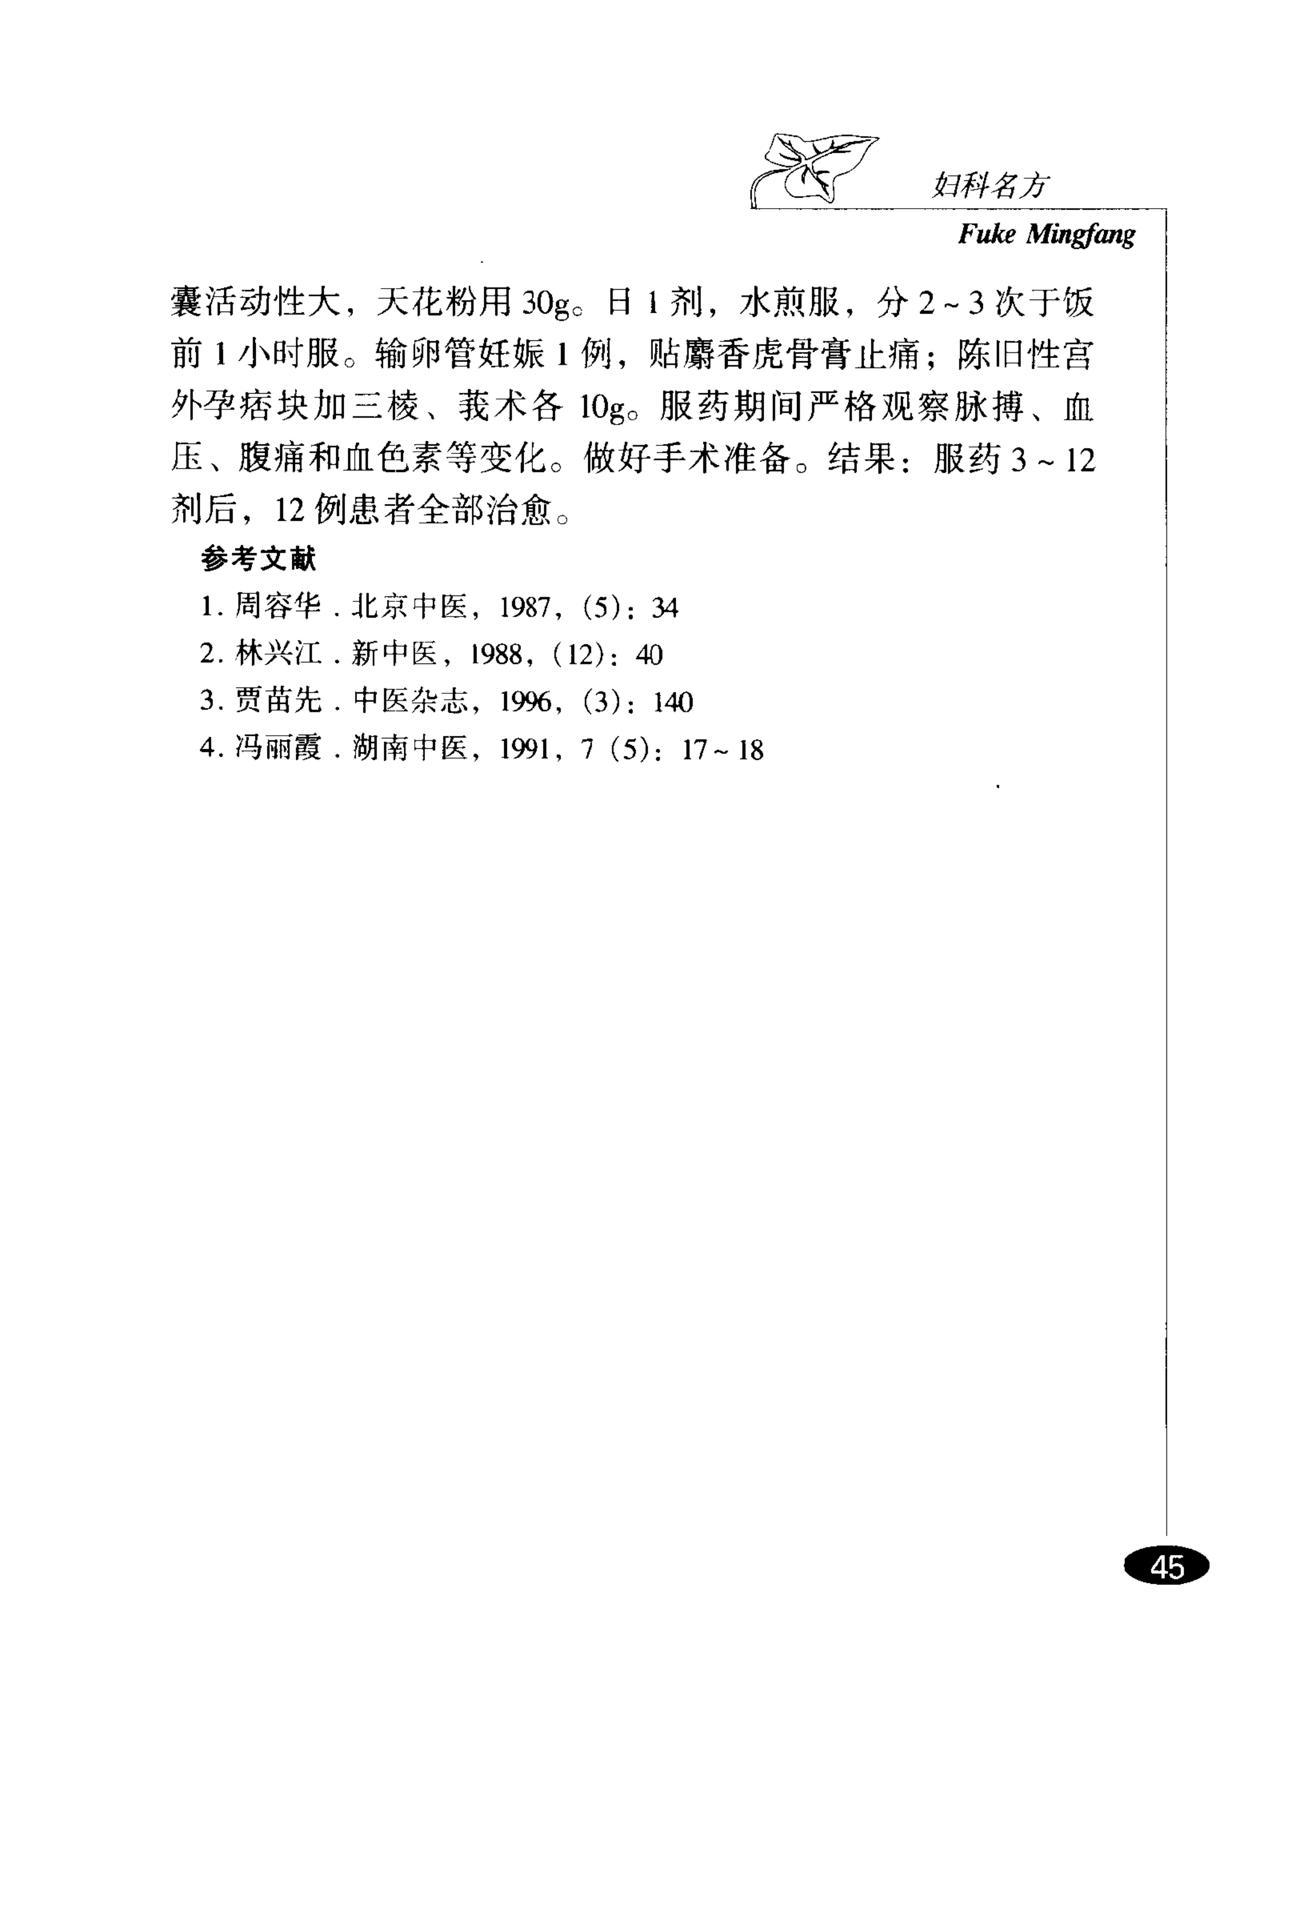 妇科名方
Fuke Mingfang
囊活动性大，天花粉用30g。日1剂，水煎服，分2~3次于饭
前1小时服。输卵管妊娠1例，贴麝香虎骨膏止痛；陈旧性宫
外孕痞块加三棱、莪术各10g。服药期间严格观察脉搏、血
压、腹痛和血色素等变化。做好手术准备。结果：服药3~12
剂后，12例患者全部治愈。
参考文献
1. 周容华．北京中医，1987，(5)：34
2. 林兴江．新中医，1988，(12)：40
3. 贾苗先．中医杂志，1996，(3)：140
4. 冯丽霞．湖南中医，1991，7 (5)：17~18
45